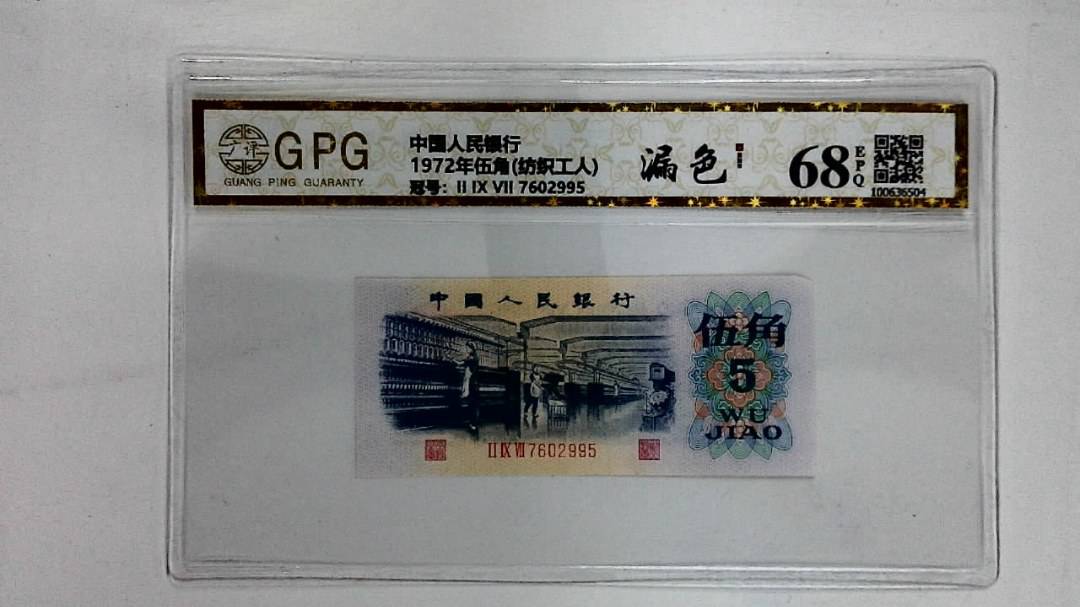 GPG
GUANG PING GUARANTY
中国人民银行
1972年伍角(纺织工人)
冠号: II IX VII 7602995
漏色
68
EPQ
100636504
中國人民銀行
伍角
5
WU
JIAO
II IX VII 7602995